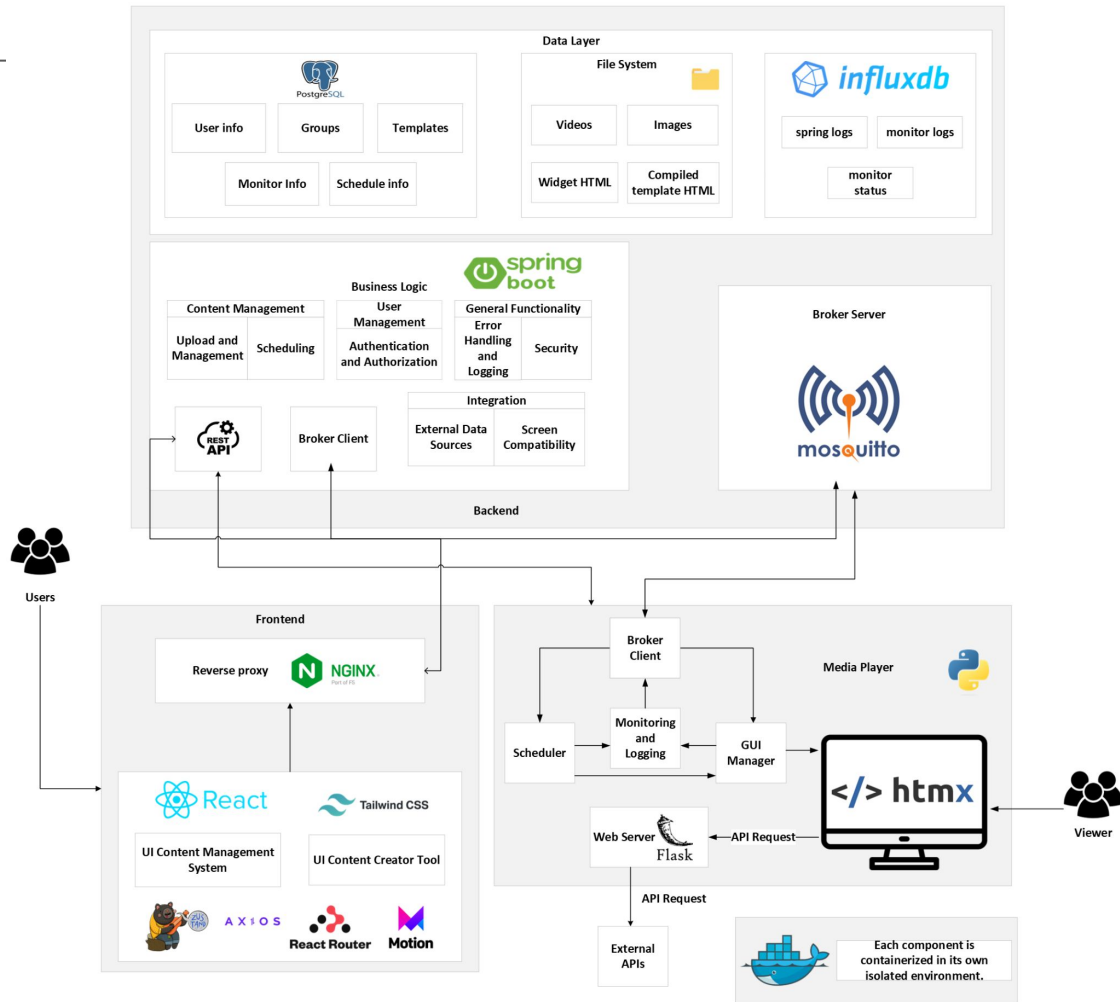 Data Layer
PostgreSQL
User info
Groups
Templates
Monitor Info
Schedule info
File System
Videos
Images
Widget HTML
Compiled
template HTML
influxdb
spring logs
monitor logs
monitor
status
spring
boot
Business Logic
Content Management
Upload and
Management
Scheduling
User
Management
Authentication
and Authorization
General Functionality
Error
Handling
and
Logging
Security
REST
API
Broker Client
Integration
External Data
Sources
Screen
Compatibility
Broker Server
mosquitto
Backend
Users
Frontend
Reverse proxy
N
NGINX
Part of F5
React
Tailwind CSS
UI Content Management
System
UI Content Creator Tool
ZUS
TAND
AXIOS
React Router
Motion
Broker
Client
Media Player
Scheduler
Monitoring
and
Logging
GUI
Manager
</> htmx
Viewer
Web Server
Flask
API Request
API Request
External
APIs
Each component is
containerized in its own
isolated environment.